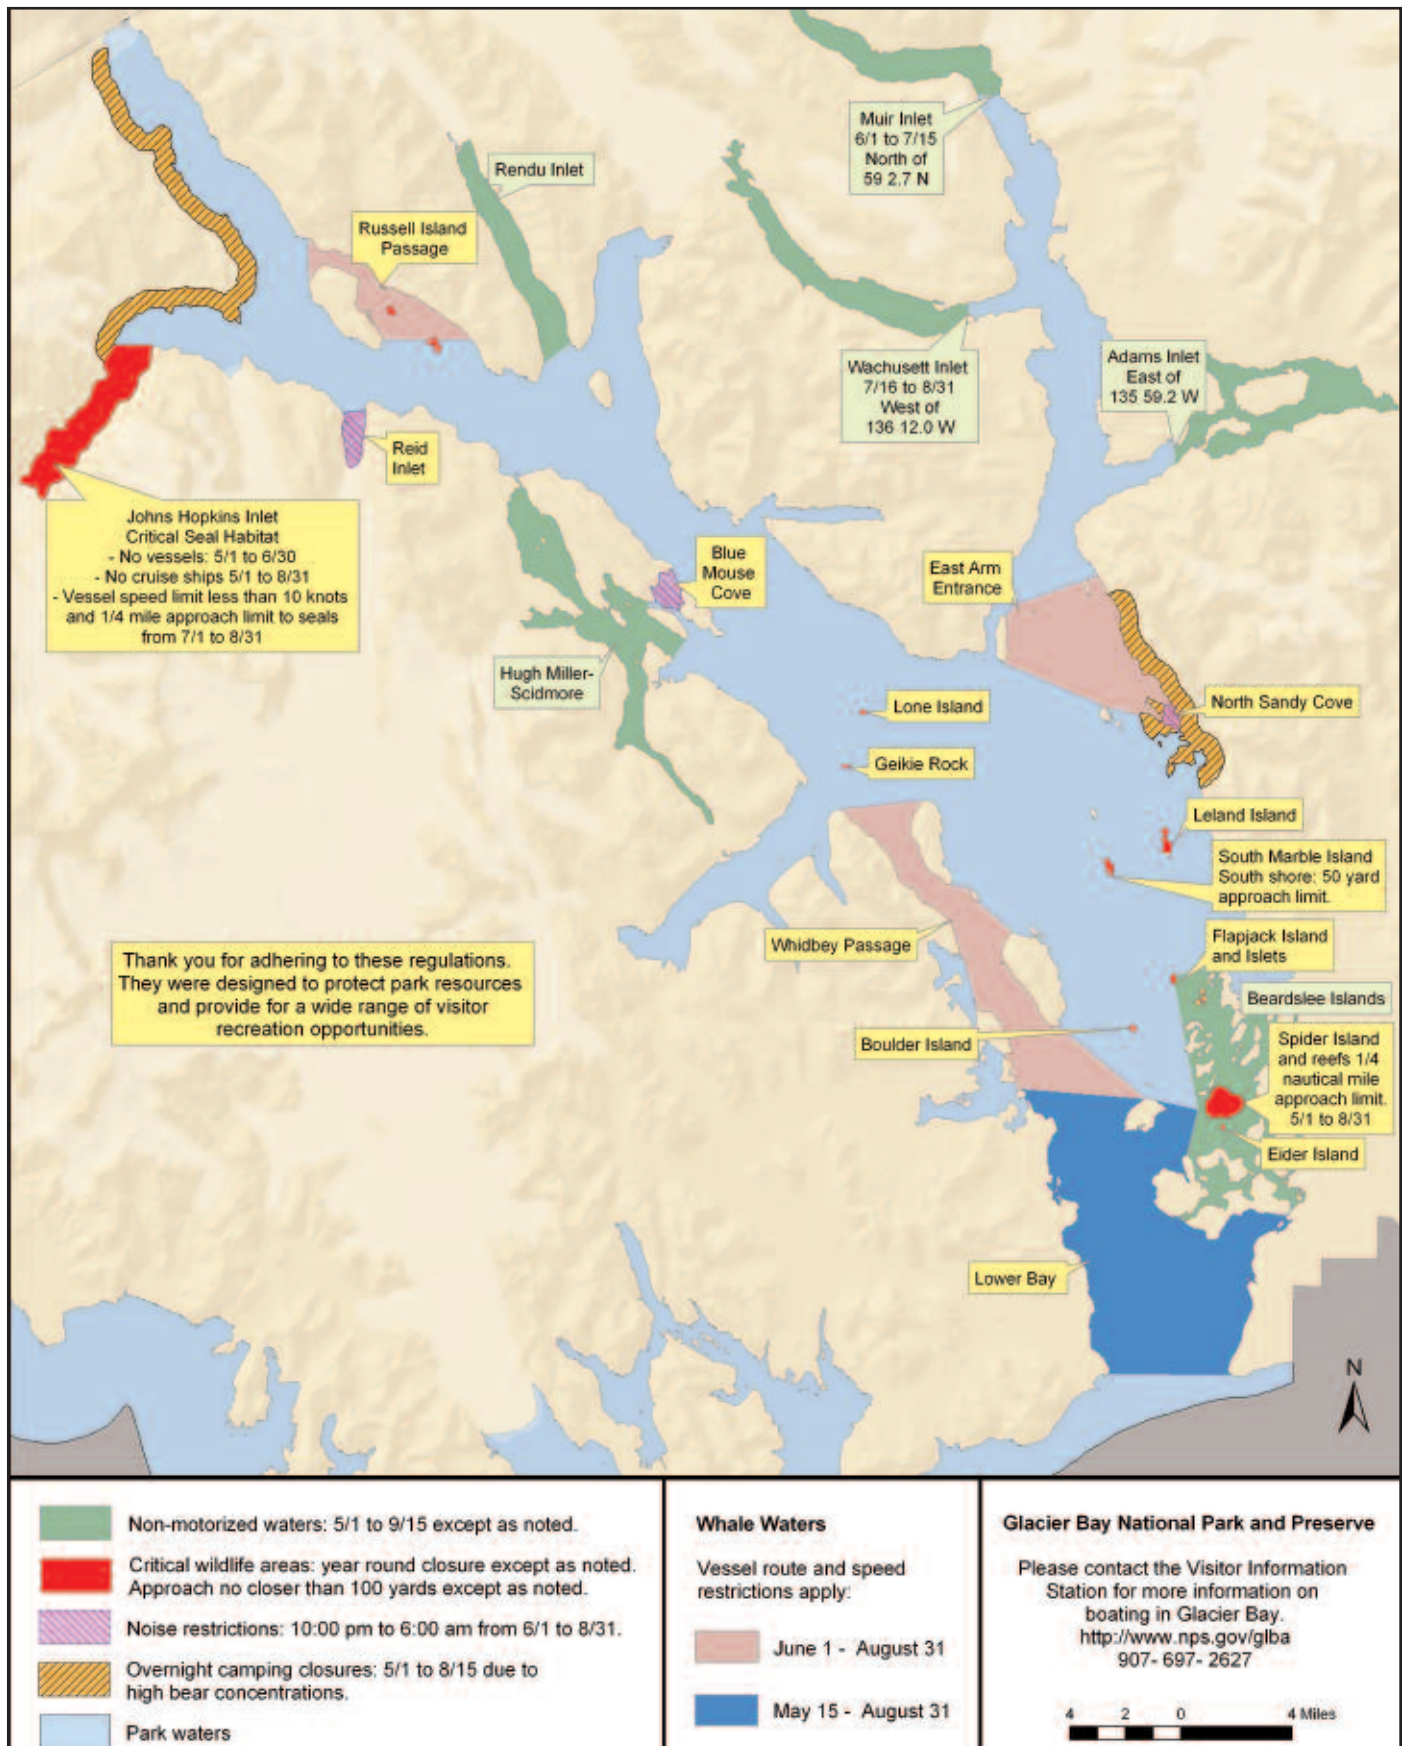 Muir Inlet
6/1 to 7/15
North of
59 2.7 N
Rendu Inlet
Russell Island
Passage
Wachusett Inlet
7/16 to 8/31
West of
136 12.0 W
Adams Inlet
East of
135 59.2 W
Reid
Inlet
Johns Hopkins Inlet
Critical Seal Habitat
- No vessels: 5/1 to 6/30
- No cruise ships 5/1 to 8/31
- Vessel speed limit less than 10 knots
and 1/4 mile approach limit to seals
from 7/1 to 8/31
Blue
Mouse
Cove
East Arm
Entrance
Hugh Miller-
Scidmore
Lone Island
North Sandy Cove
Geikie Rock
Leland Island
South Marble Island
South shore: 50 yard
approach limit.
Whidbey Passage
Flapjack Island
and Islets
Thank you for adhering to these regulations.
They were designed to protect park resources
and provide for a wide range of visitor
recreation opportunities.
Beardslee Islands
Boulder Island
Spider Island
and reefs 1/4
nautical mile
approach limit.
5/1 to 8/31
Eider Island
Lower Bay
N
Non-motorized waters: 5/1 to 9/15 except as noted.
Critical wildlife areas: year round closure except as noted.
Approach no closer than 100 yards except as noted.
Noise restrictions: 10:00 pm to 6:00 am from 6/1 to 8/31.
Overnight camping closures: 5/1 to 8/15 due to
high bear concentrations.
Park waters
Whale Waters
Vessel route and speed
restrictions apply:
June 1 - August 31
May 15 - August 31
Glacier Bay National Park and Preserve
Please contact the Visitor Information
Station for more information on
boating in Glacier Bay.
http://www.nps.gov/glba
907- 697- 2627
4 2 0 4 Miles